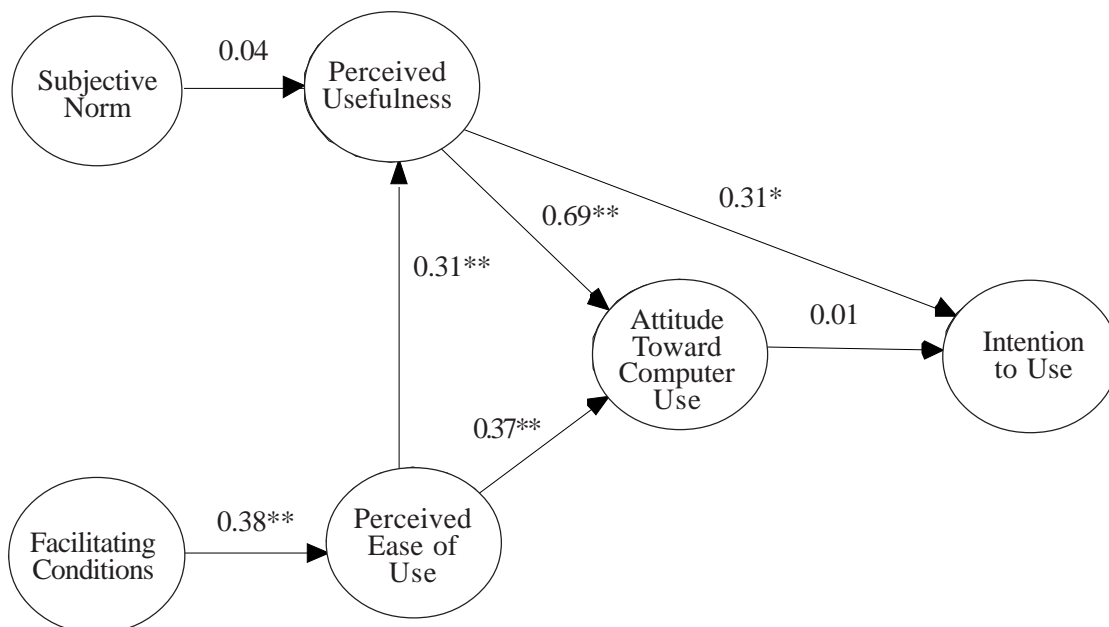 Subjective
Norm
0.04
Perceived
Usefulness
0.31*
0.69**
0.31**
Attitude
Toward
Computer
Use
0.01
Intention
to Use
0.37**
Facilitating
Conditions
0.38**
Perceived
Ease of
Use